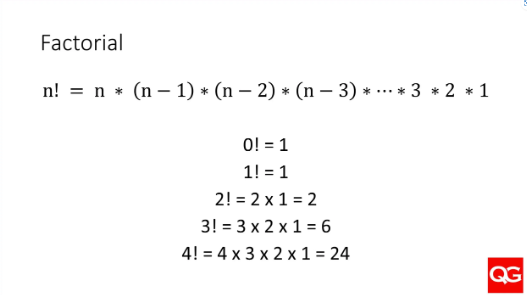 Factorial
n! = n * (n − 1) * (n − 2) * (n − 3) * ⋯ * 3 * 2 * 1
0! = 1
1! = 1
2! = 2 x 1 = 2
3! = 3 x 2 x 1 = 6
4! = 4 x 3 x 2 x 1 = 24
QG